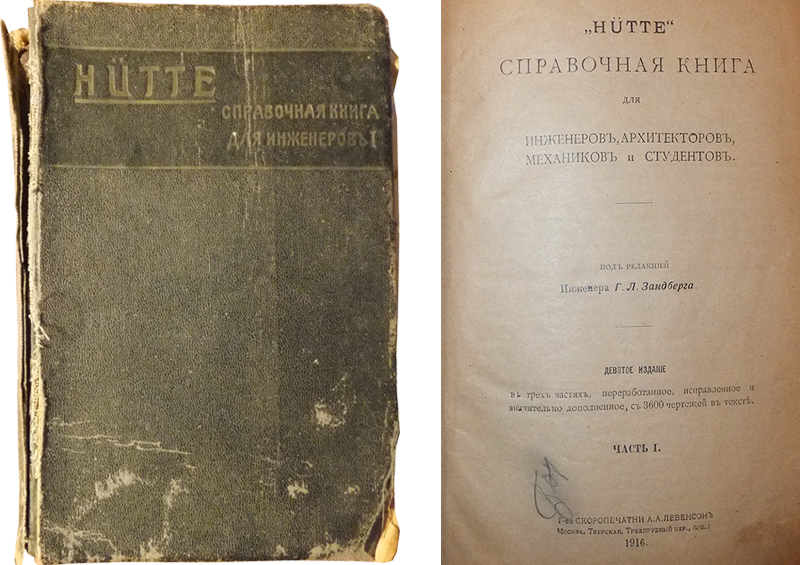 HÜTTE
СПРАВОЧНАЯ КНИГА
ДЛЯ ИНЖЕНЕРОВЪ I
„HÜTTE“
СПРАВОЧНАЯ КНИГА
ДЛЯ
ИНЖЕНЕРОВЪ, АРХИТЕКТОРОВЪ,
МЕХАНИКОВЪ и СТУДЕНТОВЪ.
ПОДЪ РЕДАКЦІЕЙ
Инженера Г. Л. Зандберга.
ДЕВЯТОЕ ИЗДАНІЕ
въ трехъ частяхъ, переработанное, исправленное и
значительно дополненное, съ 3600 чертежей въ текстѣ.
ЧАСТЬ I.
Т-во СКОРОПЕЧАТНИ А.А.ЛЕВЕНСОНЪ
Москва, Тверская, Трехпрудный пер., соб.
1916.